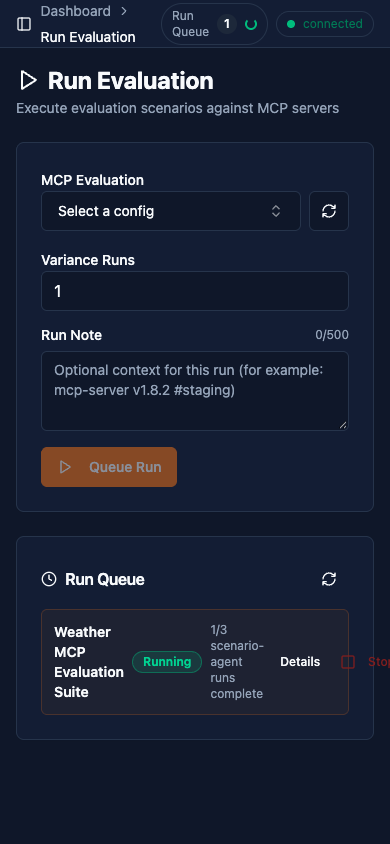 Dashboard
Run Evaluation
Run
Queue
1
connected
Run Evaluation
Execute evaluation scenarios against MCP servers
MCP Evaluation
Select a config
Variance Runs
1
Run Note
0/500
Optional context for this run (for example:
mcp-server v1.8.2 #staging)
Queue Run
Run Queue
Weather
MCP
Evaluation
Suite
Running
1/3
scenario-
agent
runs
complete
Details
Stop